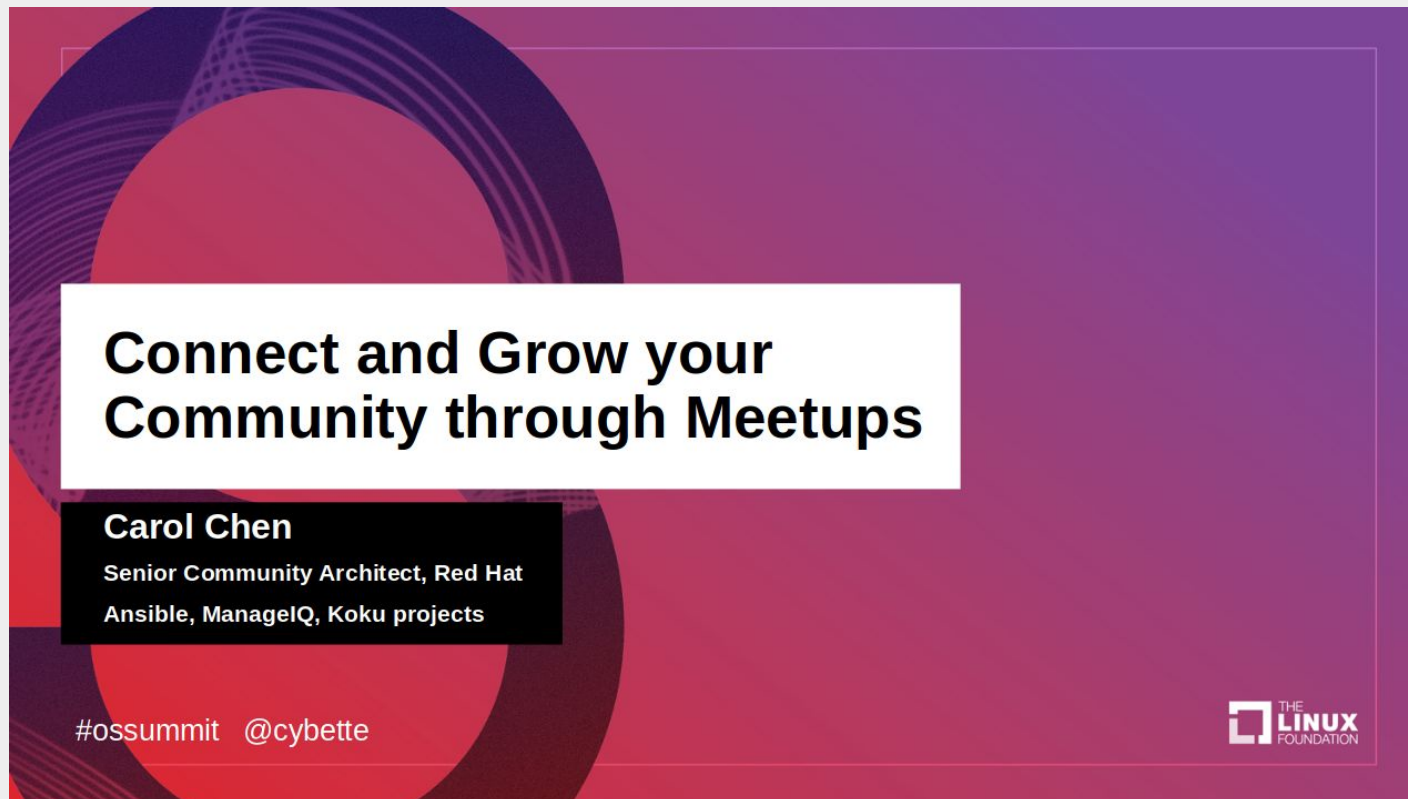 Connect and Grow your
Community through Meetups
Carol Chen
Senior Community Architect, Red Hat
Ansible, ManageIQ, Koku projects
#ossummit @cybette
THE
LINUX
FOUNDATION